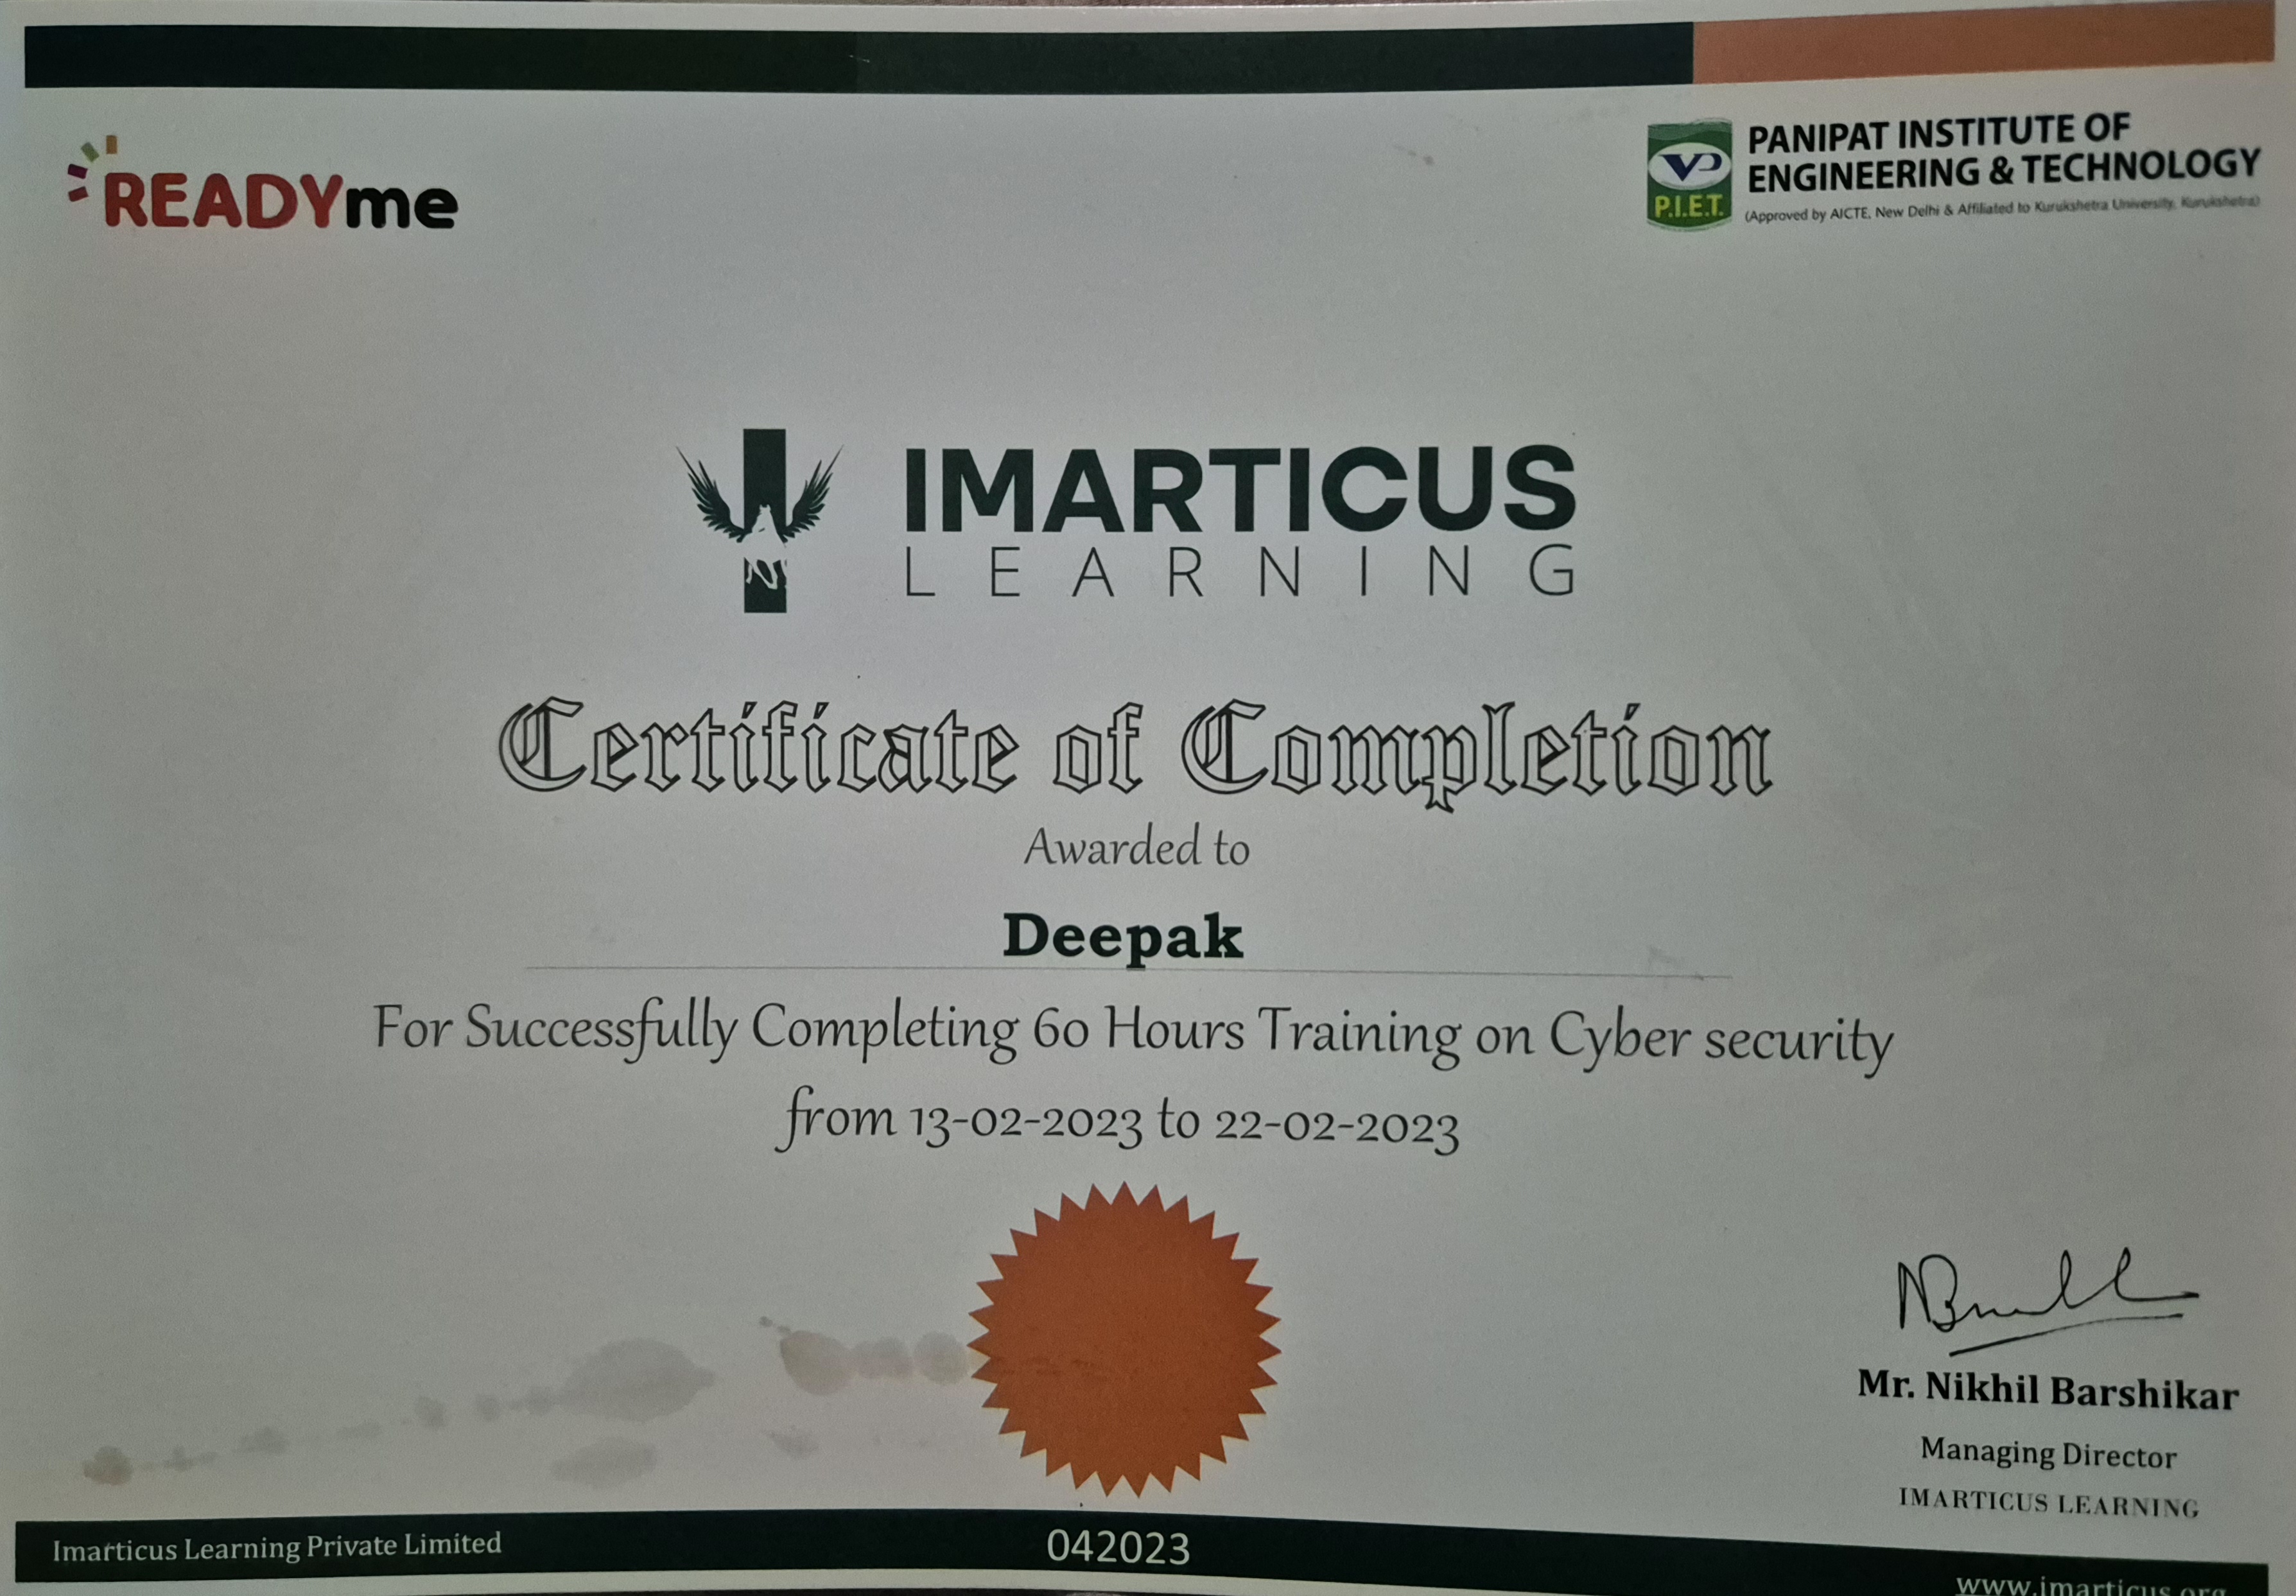 READYme
PANIPAT INSTITUTE OF
ENGINEERING & TECHNOLOGY
(Approved by AICTE, New Delhi & Affiliated to Kurukshetra University, Kurukshetra)
VP
P.I.E.T.
IMARTICUS
LEARNING
Certificate of Completion
Awarded to
Deepak
For Successfully Completing 60 Hours Training on Cyber security
from 13-02-2023 to 22-02-2023
Mr. Nikhil Barshikar
Managing Director
IMARTICUS LEARNING
Imarticus Learning Private Limited
042023
www.imarticus.org